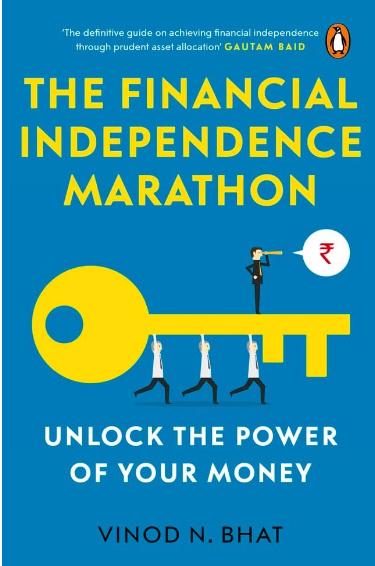 'The definitive guide on achieving financial independence
through prudent asset allocation' GAUTAM BAID
THE FINANCIAL
INDEPENDENCE
MARATHON
₹
UNLOCK THE POWER
OF YOUR MONEY
VINOD N. BHAT